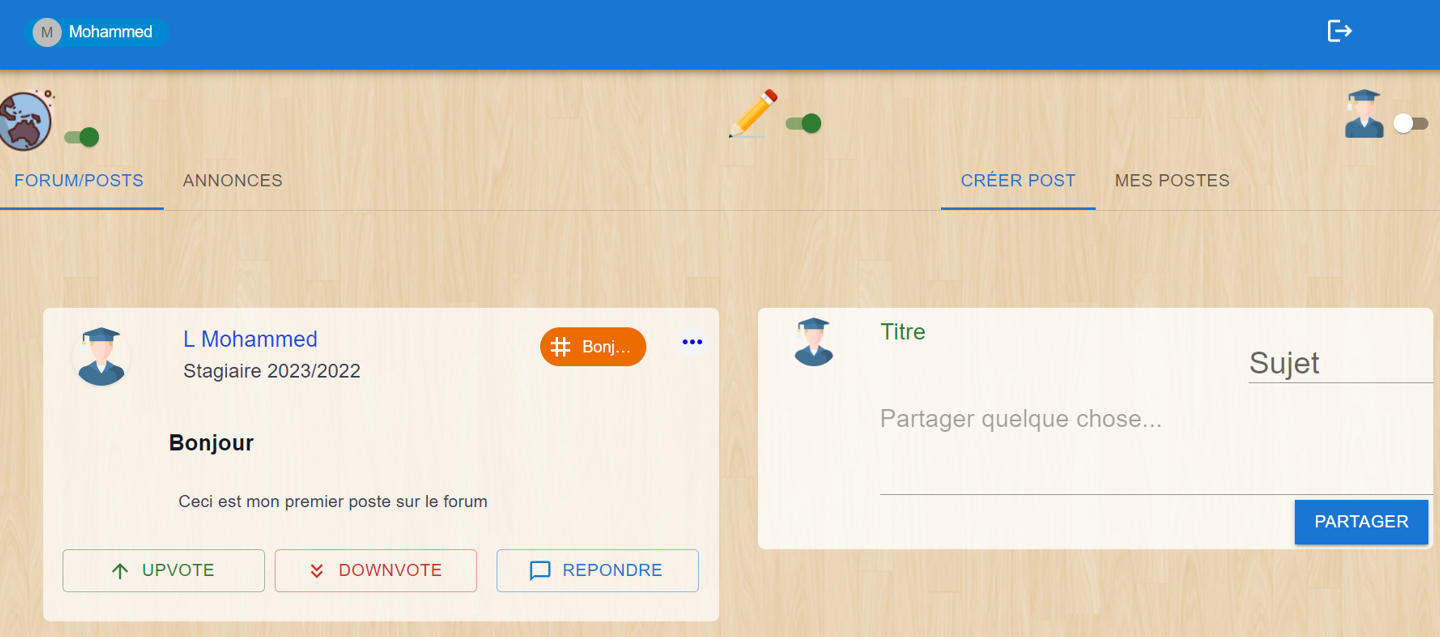 M Mohammed
FORUM/POSTS ANNONCES
CRÉER POST MES POSTES
L Mohammed
Stagiaire 2023/2022
Bonj...
Bonjour
Ceci est mon premier poste sur le forum
UPVOTE DOWNVOTE REPONDRE
Titre
Sujet
Partager quelque chose...
PARTAGER